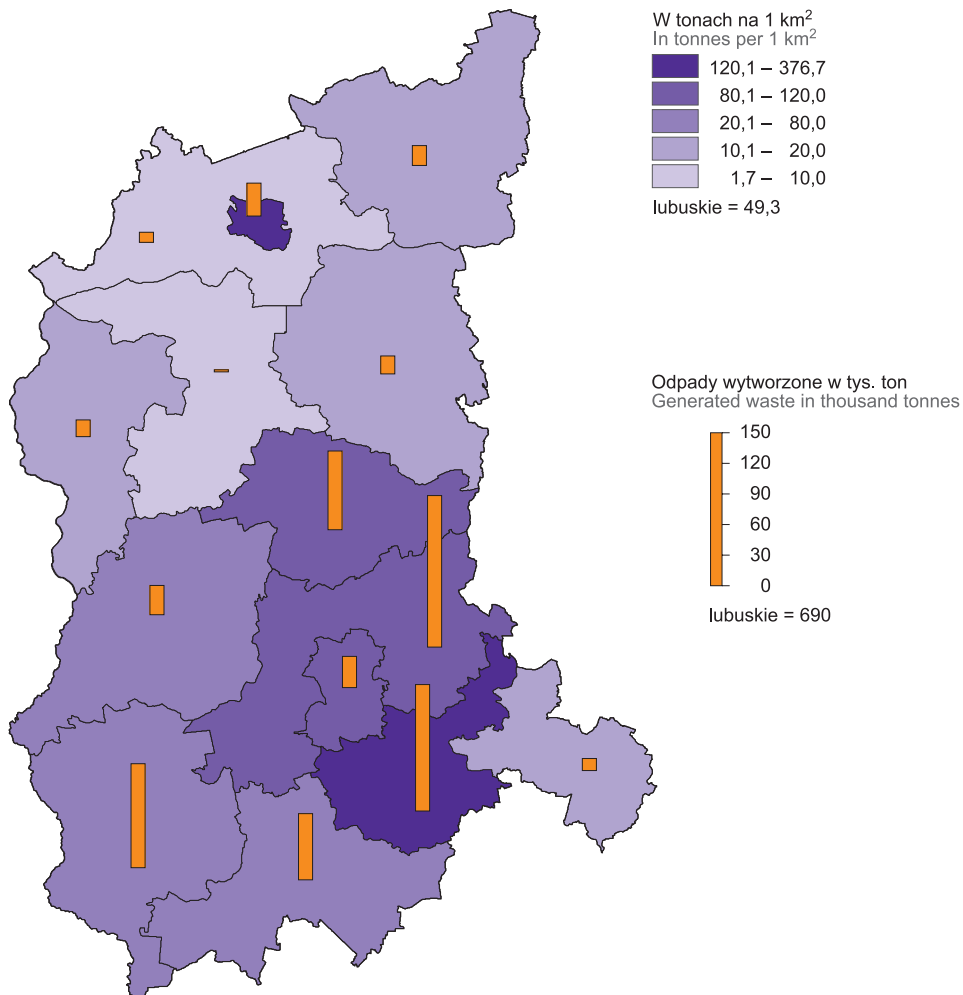 W tonach na 1 km²
In tonnes per 1 km²
120,1 – 376,7
80,1 – 120,0
20,1 – 80,0
10,1 – 20,0
1,7 – 10,0
lubuskie = 49,3
Odpady wytworzone w tys. ton
Generated waste in thousand tonnes
150
120
90
60
30
0
lubuskie = 690